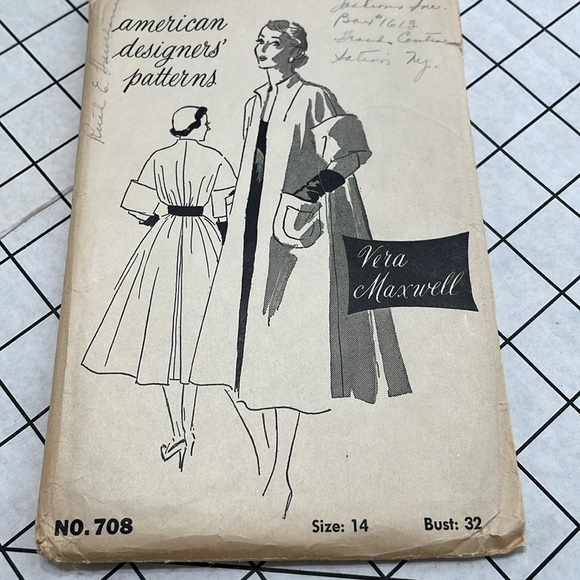 american
designers'
patterns
Fashions Inc.
Box #1613
Grand Central
Station Ny.
Vera
Maxwell
NO. 708
Size: 14
Bust: 32